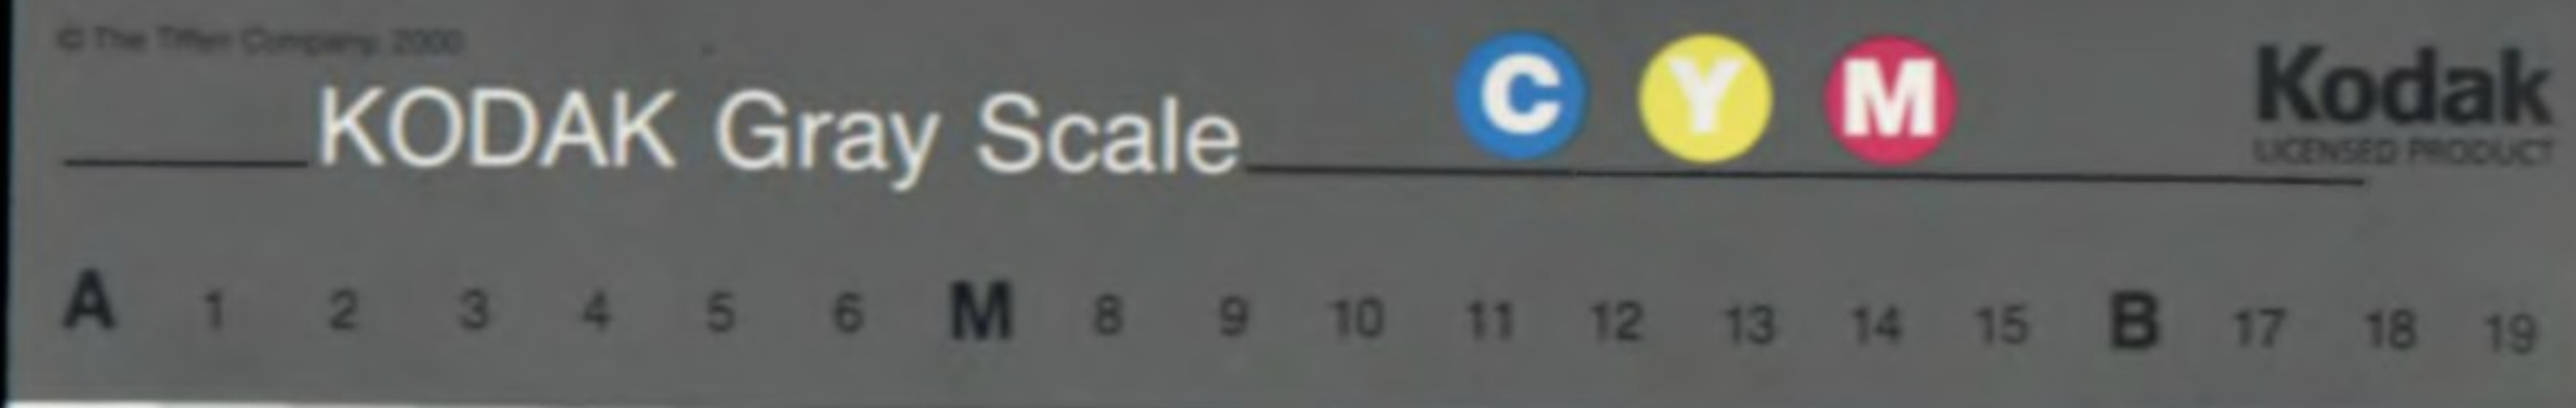 © The Tiffen Company, 2000
KODAK Gray Scale C Y M
Kodak
LICENSED PRODUCT
A 1 2 3 4 5 6 M 8 9 10 11 12 13 14 15 B 17 18 19